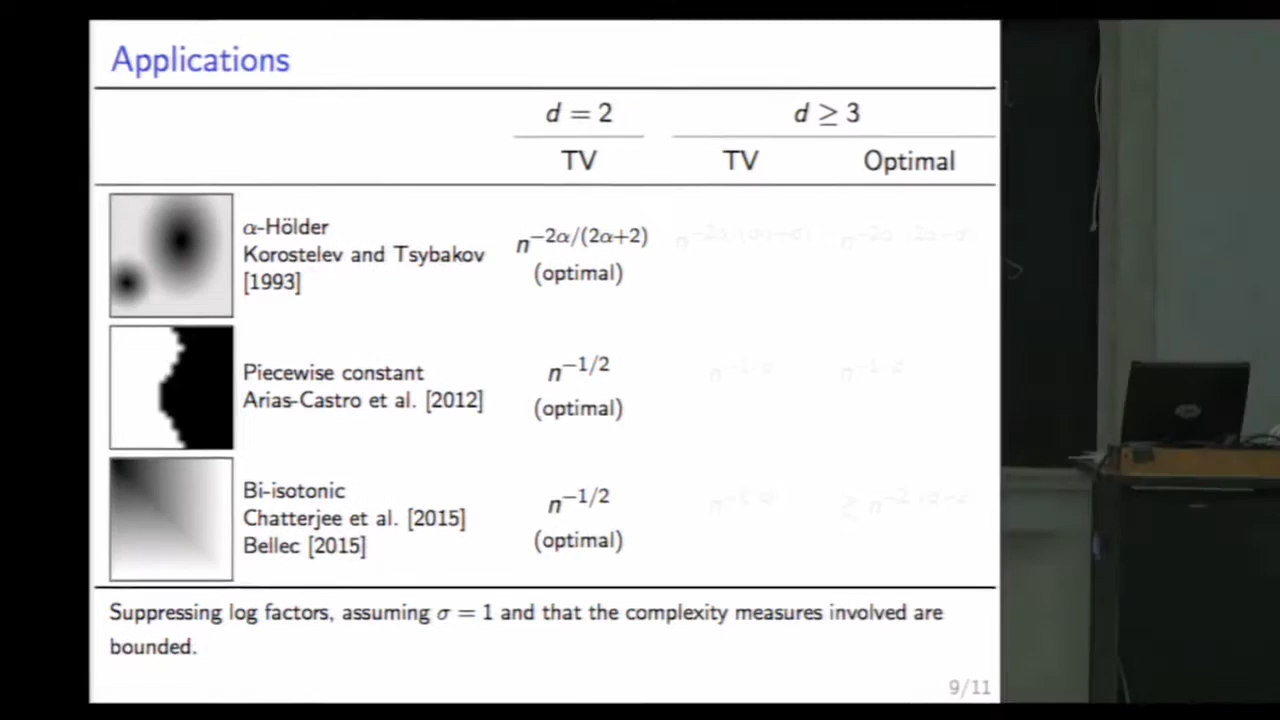 Applications
d = 2
d ≥ 3
TV
TV
Optimal
α-Hölder
Korostelev and Tsybakov
[1993]
n^{-2α/(2α+2)}
(optimal)
Piecewise constant
Arias-Castro et al. [2012]
n^{-1/2}
(optimal)
Bi-isotonic
Chatterjee et al. [2015]
Bellec [2015]
n^{-1/2}
(optimal)
Suppressing log factors, assuming σ = 1 and that the complexity measures involved are
bounded.
9/11